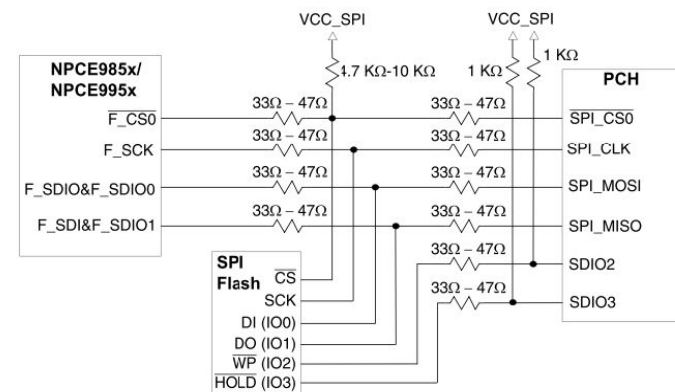 VCC_SPI
VCC_SPI
4.7 KΩ-10 KΩ
1 KΩ
1 KΩ
NPCE985x/
NPCE995x
PCH
F_CS0
33Ω – 47Ω
33Ω – 47Ω
SPI_CS0
F_SCK
33Ω – 47Ω
33Ω – 47Ω
SPI_CLK
F_SDIO&F_SDIO0
33Ω – 47Ω
33Ω – 47Ω
SPI_MOSI
F_SDI&F_SDIO1
33Ω – 47Ω
33Ω – 47Ω
SPI_MISO
33Ω – 47Ω
SDIO2
33Ω – 47Ω
SDIO3
SPI
Flash
CS
SCK
DI (IO0)
DO (IO1)
WP (IO2)
HOLD (IO3)